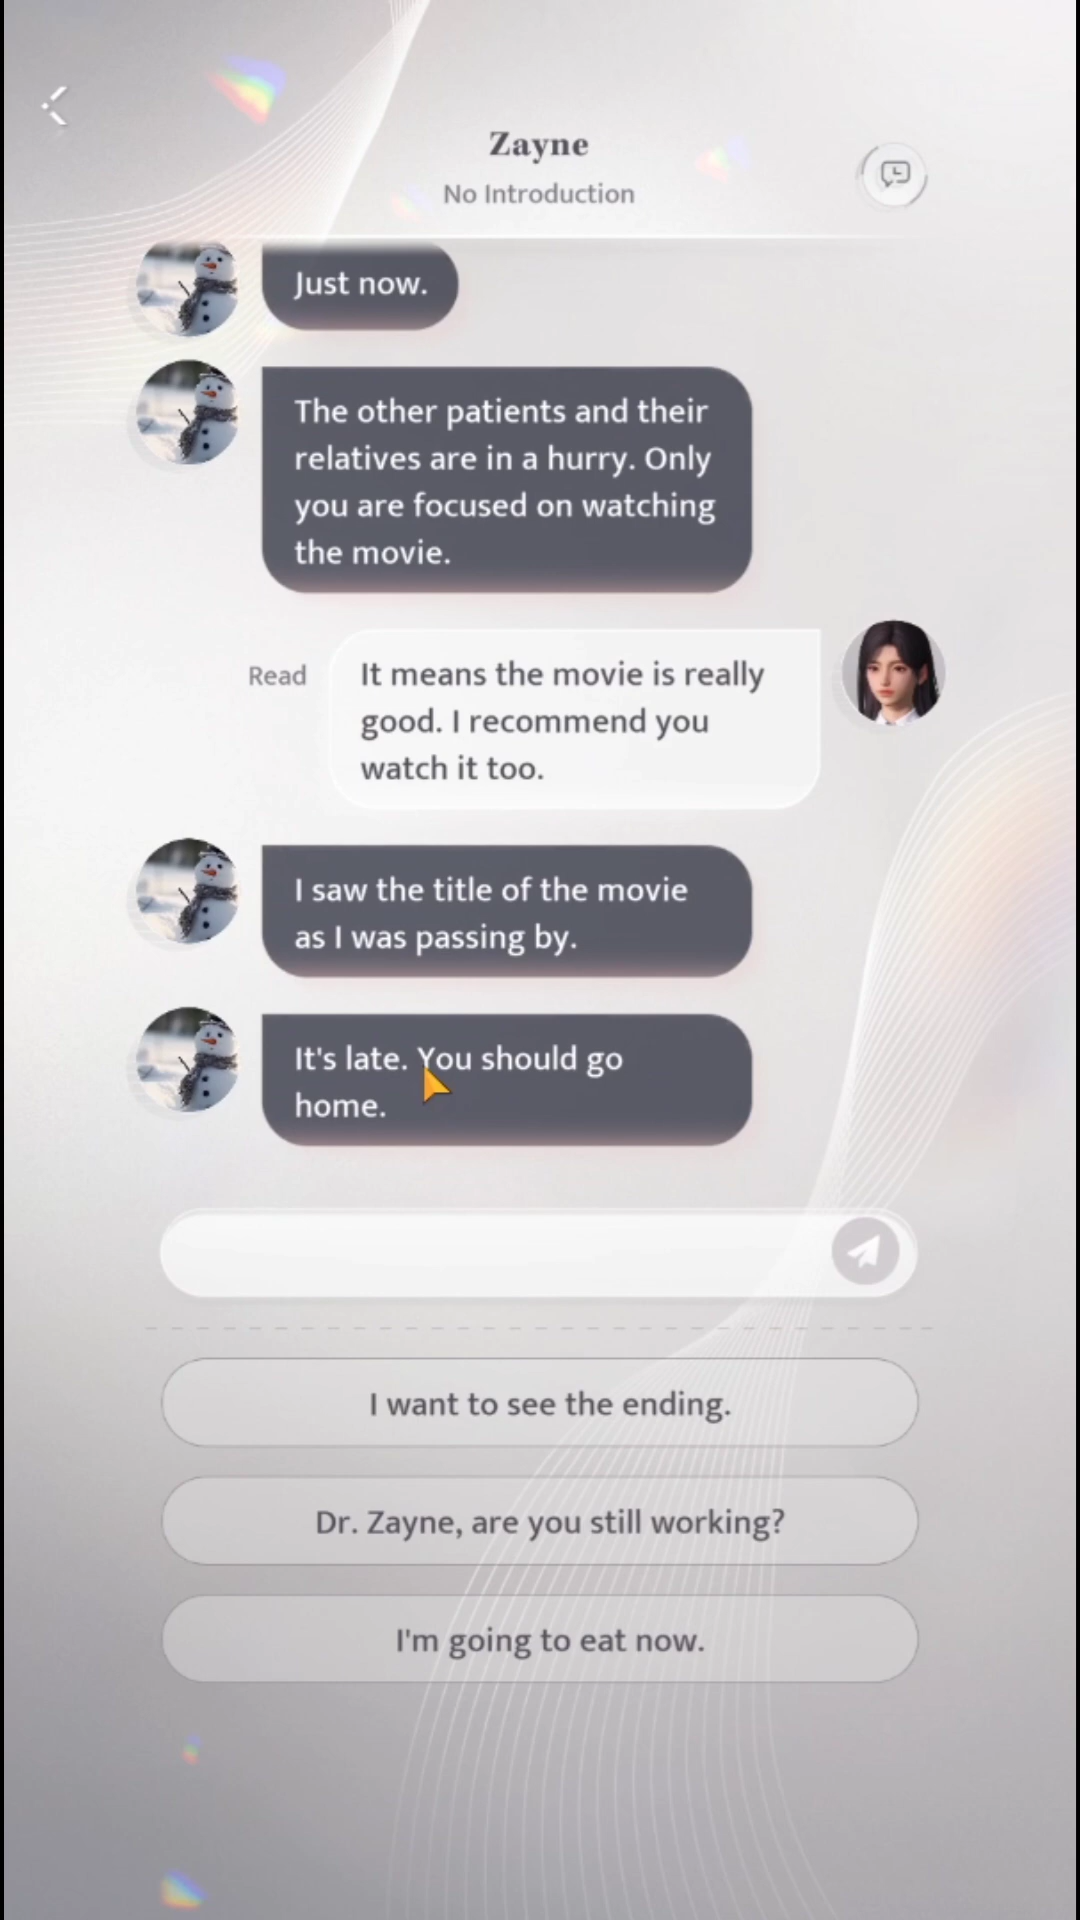 Zayne
No Introduction
Just now.
The other patients and their
relatives are in a hurry. Only
you are focused on watching
the movie.
Read
It means the movie is really
good. I recommend you
watch it too.
I saw the title of the movie
as I was passing by.
It's late. You should go
home.
I want to see the ending.
Dr. Zayne, are you still working?
I'm going to eat now.